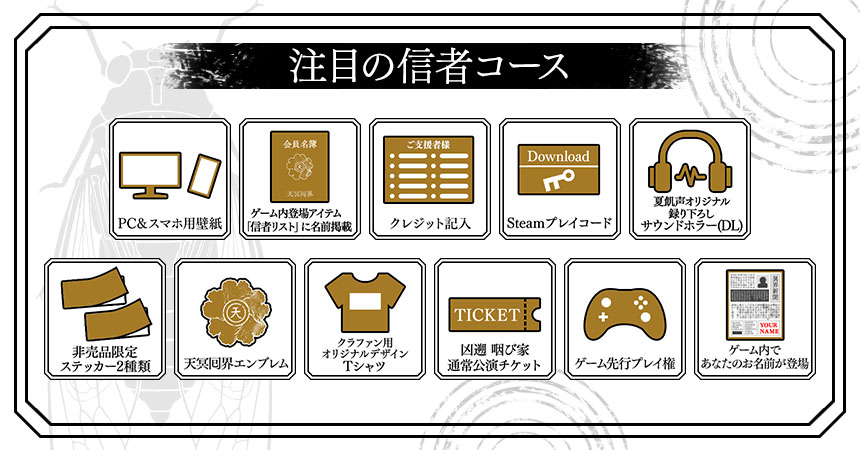 注目の信者コース
PC&スマホ用壁紙
会員名簿
天冥回界
ゲーム内登場アイテム
「信者リスト」に名前掲載
ご支援者様
クレジット記入
Download
Steamプレイコード
夏飢声オリジナル
録り下ろし
サウンドホラー(DL)
非売品限定
ステッカー2種類
天
天冥回界エンブレム
クラファン用
オリジナルデザイン
Tシャツ
TICKET
凶遡 咽び家
通常公演チケット
ゲーム先行プレイ権
YOUR
NAME
ゲーム内で
あなたのお名前が登場